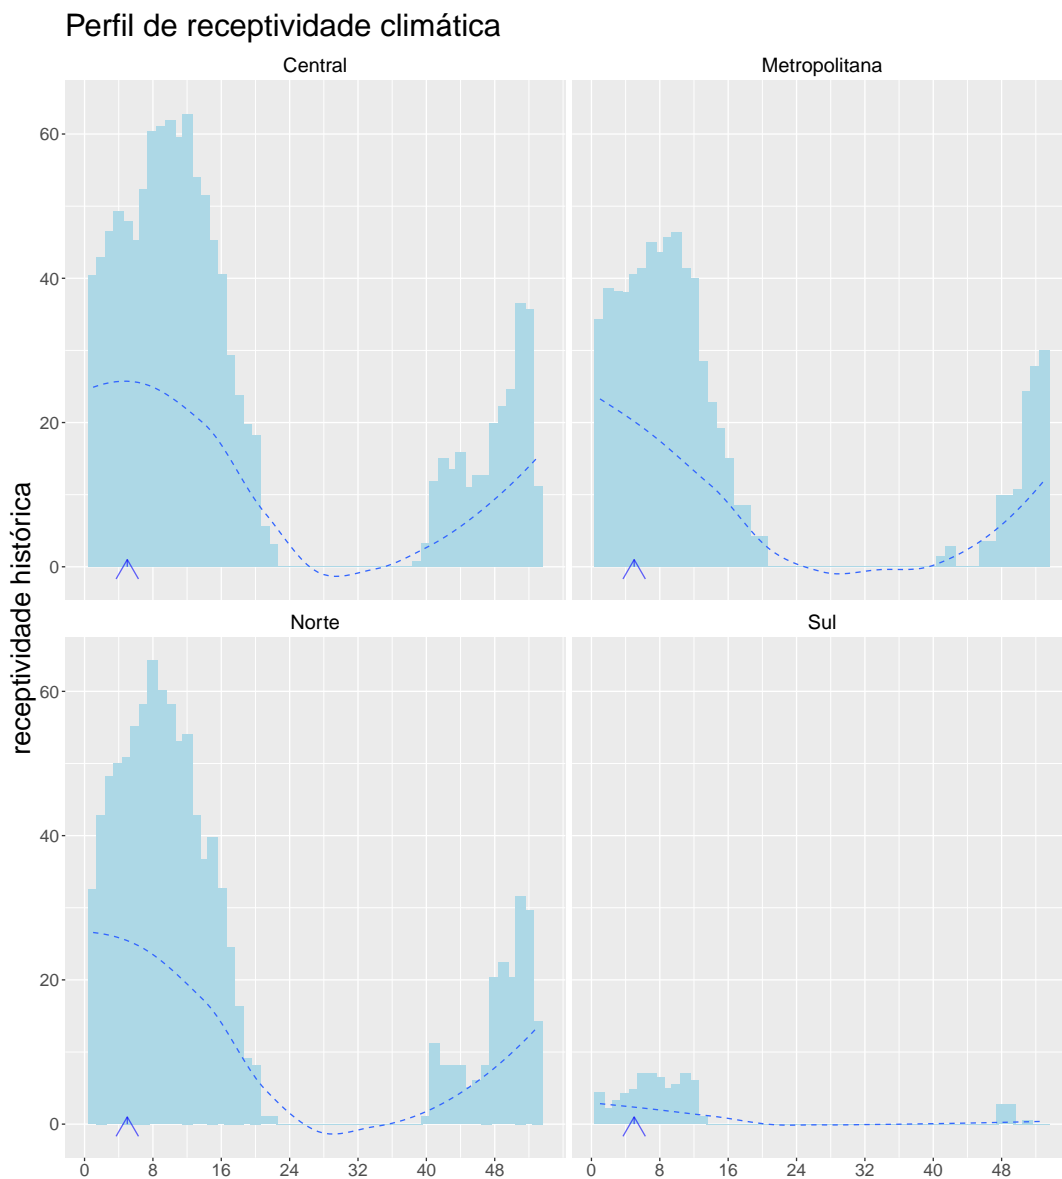 Perfil de receptividade climática
Central
Metropolitana
60
40
20
0
Norte
Sul
60
40
20
0
receptividade histórica
0 8 16 24 32 40 48
0 8 16 24 32 40 48